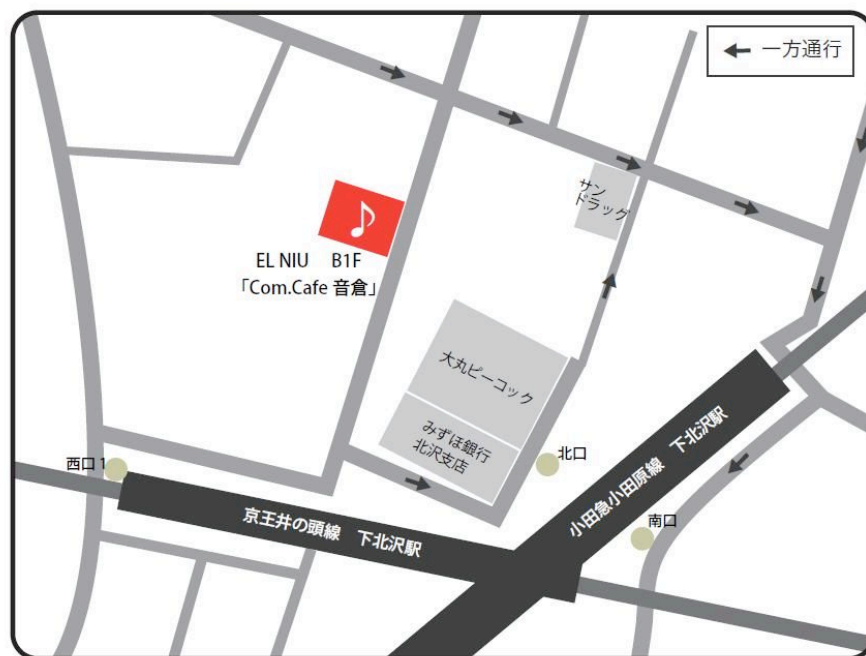 一方通行
サン
ドラッグ
EL NIU B1F
「Com.Cafe 音倉」
大丸ピーコック
みずほ銀行
北沢支店
西口 1
北口
小田急小田原線 下北沢駅
京王井の頭線 下北沢駅
南口